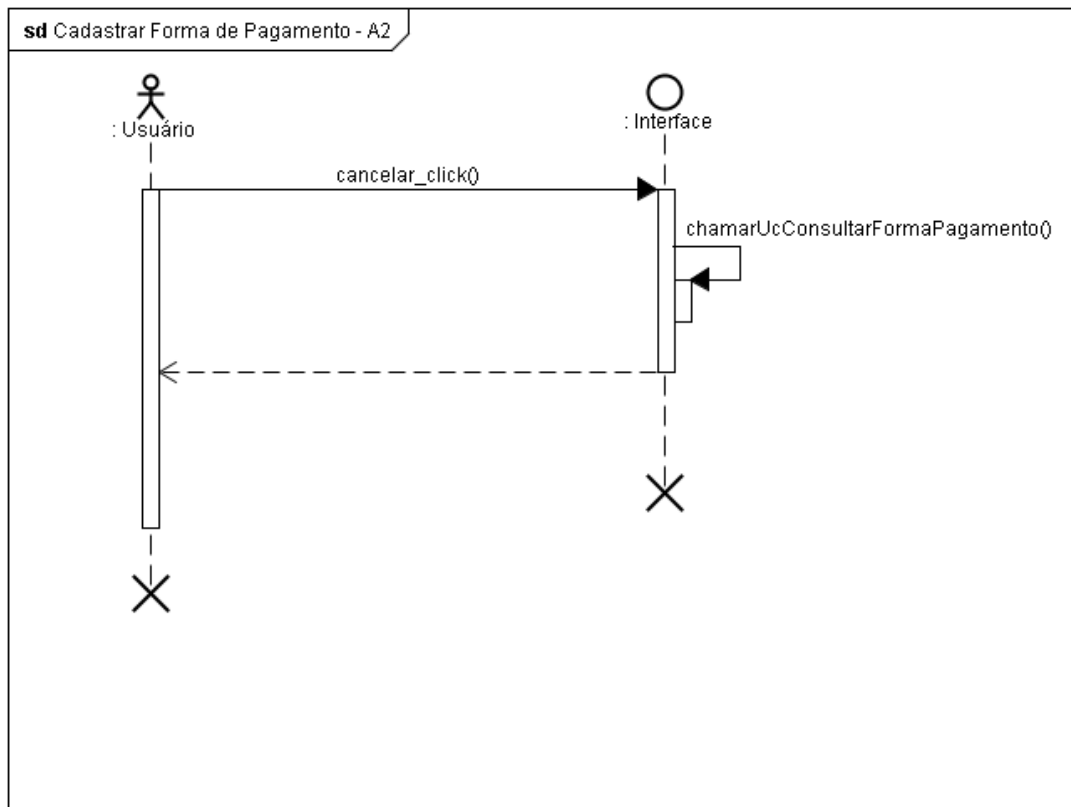 sd Cadastrar Forma de Pagamento - A2
: Usuário
: Interface
cancelar_click()
chamarUcConsultarFormaPagamento()